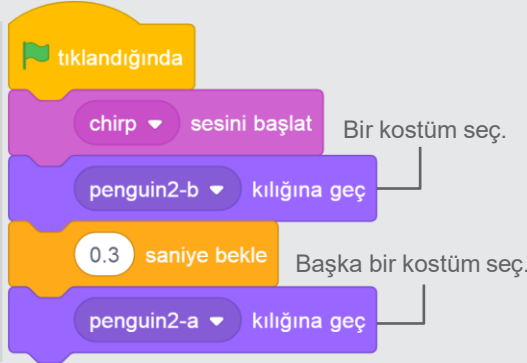 tıklandığında
chirp sesini başlat
Bir kostüm seç.
penguin2-b kılığına geç
0.3 saniye bekle
Başka bir kostüm seç.
penguin2-a kılığına geç